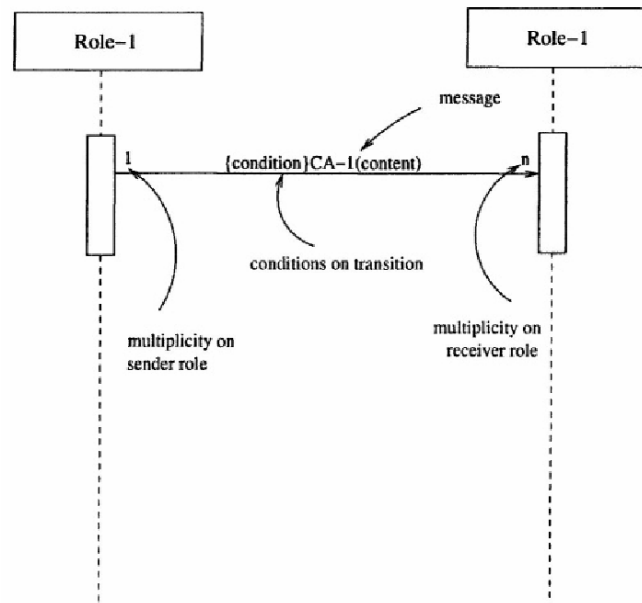 Role-1
Role-1
message
1
{condition}CA-1(content)
n
conditions on transition
multiplicity on
sender role
multiplicity on
receiver role